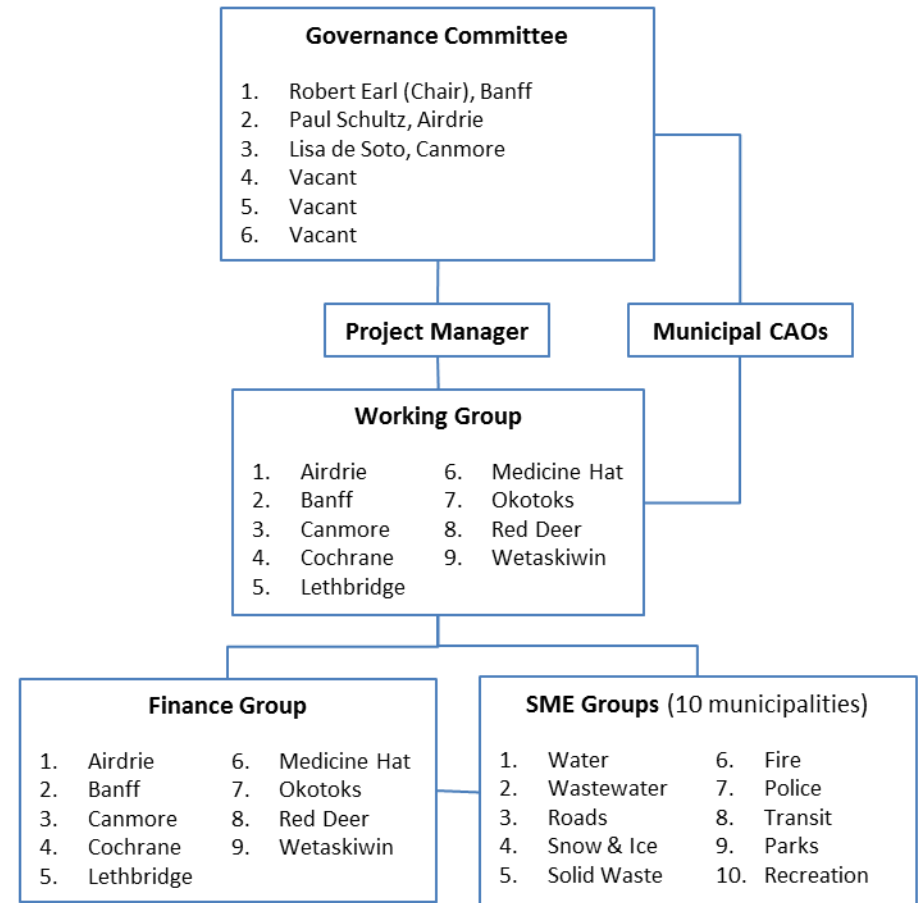 Governance Committee
1. Robert Earl (Chair), Banff
2. Paul Schultz, Airdrie
3. Lisa de Soto, Canmore
4. Vacant
5. Vacant
6. Vacant
Project Manager
Municipal CAOs
Working Group
1. Airdrie
2. Banff
3. Canmore
4. Cochrane
5. Lethbridge
6. Medicine Hat
7. Okotoks
8. Red Deer
9. Wetaskiwin
Finance Group
1. Airdrie
2. Banff
3. Canmore
4. Cochrane
5. Lethbridge
6. Medicine Hat
7. Okotoks
8. Red Deer
9. Wetaskiwin
SME Groups (10 municipalities)
1. Water
2. Wastewater
3. Roads
4. Snow & Ice
5. Solid Waste
6. Fire
7. Police
8. Transit
9. Parks
10. Recreation